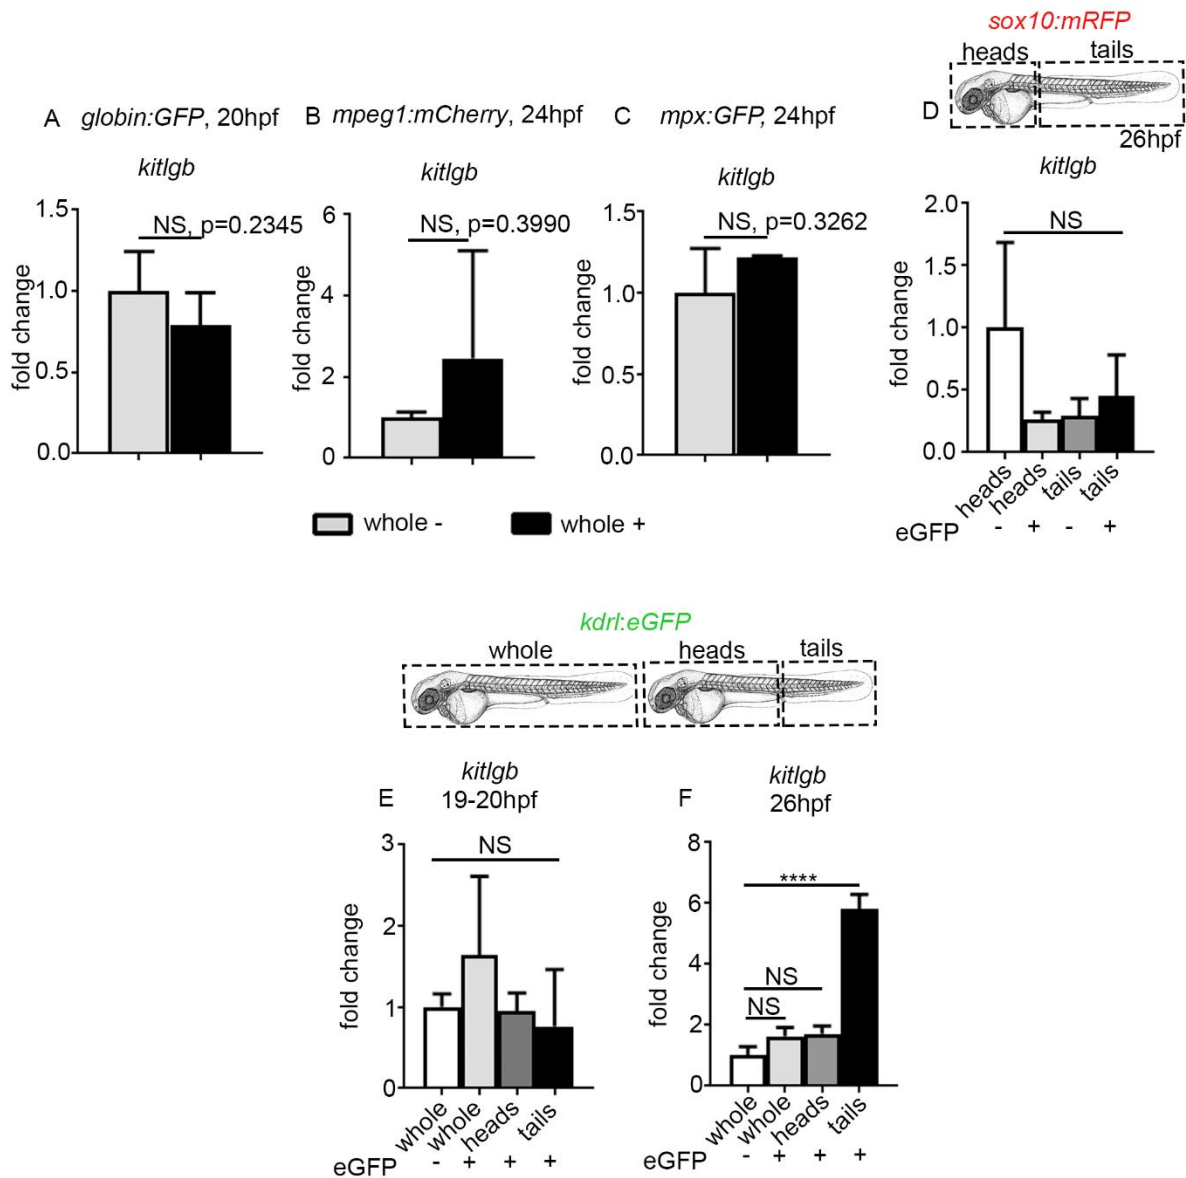 sox10:mRFP
heads tails
A globin:GFP, 20hpf B mpeg1:mCherry, 24hpf C mpx:GFP, 24hpf D
26hpf
kitlgb
NS, p=0.2345
fold change
1.5
1.0
0.5
0.0
kitlgb
NS, p=0.3990
fold change
6
4
2
0
kitlgb
NS, p=0.3262
fold change
1.5
1.0
0.5
0.0
kitlgb
NS
fold change
2.0
1.5
1.0
0.5
0.0
heads heads tails tails
eGFP - + - +
whole - whole +
kdrl:eGFP
whole heads tails
E kitlgb
19-20hpf
NS
fold change
3
2
1
0
whole whole heads tails
eGFP - + + +
F kitlgb
26hpf
****
NS
NS
fold change
8
6
4
2
0
whole whole heads tails
eGFP - + + +